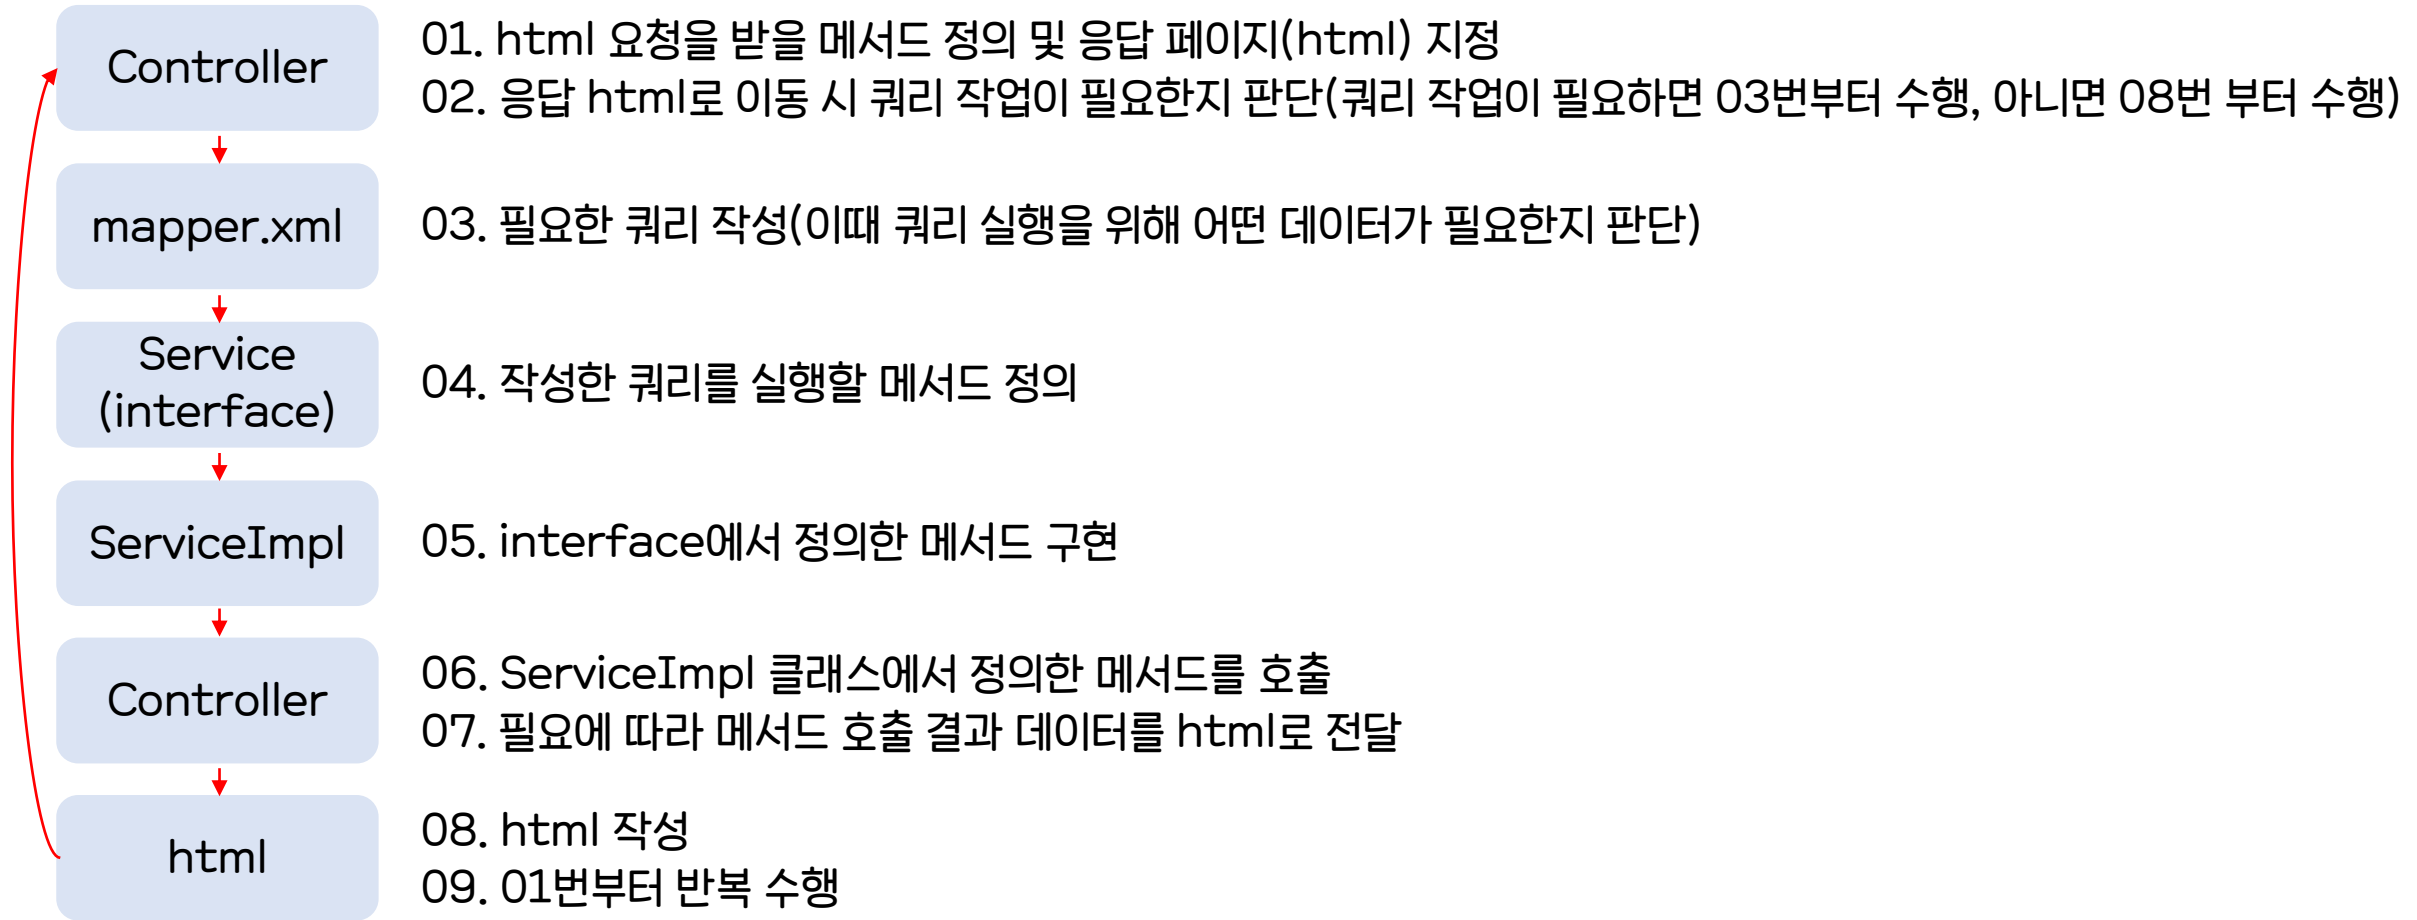 Controller
01. html 요청을 받을 메서드 정의 및 응답 페이지(html) 지정
02. 응답 html로 이동 시 쿼리 작업이 필요한지 판단(쿼리 작업이 필요하면 03번부터 수행, 아니면 08번 부터 수행)
mapper.xml
03. 필요한 쿼리 작성(이때 쿼리 실행을 위해 어떤 데이터가 필요한지 판단)
Service
(interface)
04. 작성한 쿼리를 실행할 메서드 정의
ServiceImpl
05. interface에서 정의한 메서드 구현
Controller
06. ServiceImpl 클래스에서 정의한 메서드를 호출
07. 필요에 따라 메서드 호출 결과 데이터를 html로 전달
html
08. html 작성
09. 01번부터 반복 수행